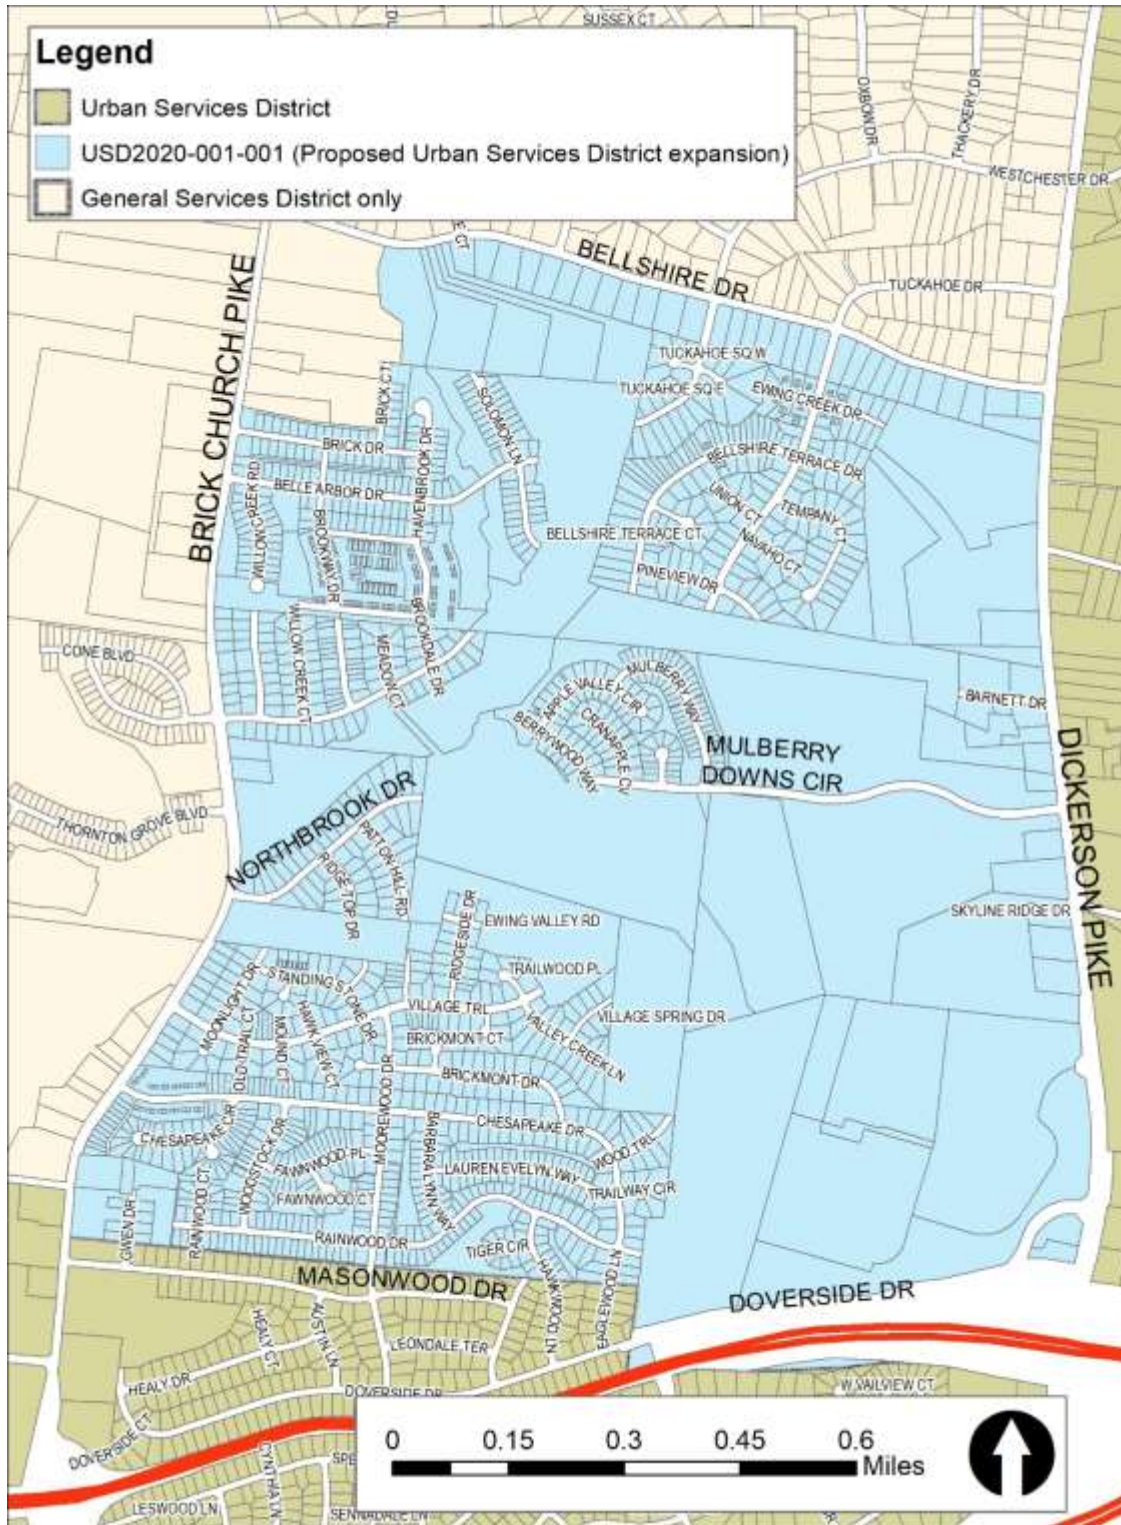 SUSSEX CT
Legend
Urban Services District
USD2020-001-001 (Proposed Urban Services District expansion)
General Services District only
OXBOW DR
THACKERY DR
WESTCHESTER DR
E CT
BELLSHIRE DR
TUCKAHOE DR
BRICK CHURCH PIKE
TUCKAHOE SQ W
TUCKAHOE SQ E
EWING CREEK DR
BRICK CT
SOLOMON LN
BRICK DR
HAVENBROOK DR
BELLSHIRE TERRACE DR
BELLE ARBOR DR
WILLOW CREEK RD
UNION CT
TEMPANY CT
BROOKWAY DR
BELLSHIRE TERRACE CT
NAVAHO CT
PINEVIEW DR
WILLOW CREEK CT
MEADOW CT
BROOKDALE DR
CONE BLVD
MULBERRY WAY
APPLE VALLEY CIR
CRANAPPLE CV
BERRYWOOD WAY
BARNETT DR
MULBERRY
DOWNS CIR
DICKERSON PIKE
THORNTON GROVE BLVD
NORTHBROOK DR
PATTON HILL RD
RIDGE TOP DR
RIDGESIDE DR
EWING VALLEY RD
SKYLINE RIDGE DR
TRAILWOOD PL
MOONLIGHT DR
STANDING STONE DR
VILLAGE TRL
VILLAGE SPRING DR
OLD TRAIL CT
MOUND CT
HAWK VIEW CT
BRICKMONT CT
VALLEY CREEK LN
BRICKMONT DR
MOOREWOOD DR
CHESAPEAKE CIR
CHESAPEAKE DR
WOODSTOCK DR
BARBARA LYNN WAY
WOOD TRL
FAWNWOOD PL
LAUREN EVELYN WAY
FAWNWOOD CT
TRAILWAY CIR
GWEN DR
RAINWOOD CT
RAINWOOD DR
TIGER CIR
HAWKWOOD LN
EAGLEWOOD LN
MASONWOOD DR
DOVERSIDE DR
HEALY CT
AUSTIN LN
LEONDALE TER
HEALY DR
DOVERSIDE DR
W VAILVIEW CT
DOVERSIDE CT
CYNTHIA LN
LESWOOD LN
SENNADALE LN
0 0.15 0.3 0.45 0.6
Miles